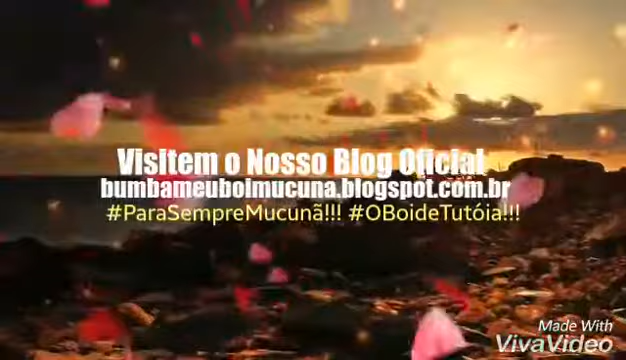 Visitem o Nosso Blog Oficial
bumbameuboimucuna.blogspot.com.br
#ParaSempreMucunã!!! #OBoideTutóia!!!
Made With
VivaVideo